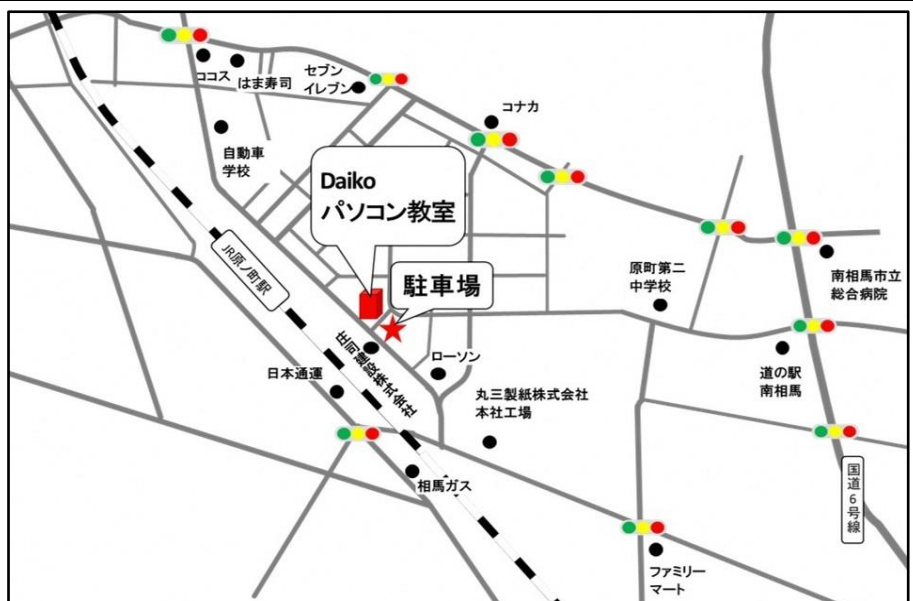 ココス
はま寿司
セブン
イレブン
コナカ
自動車
学校
Daiko
パソコン教室
JR原ノ町駅
駐車場
原町第二
中学校
南相馬市立
総合病院
庄司建設株式会社
ローソン
日本通運
道の駅
南相馬
丸三製紙株式会社
本社工場
相馬ガス
国道6号線
ファミリー
マート